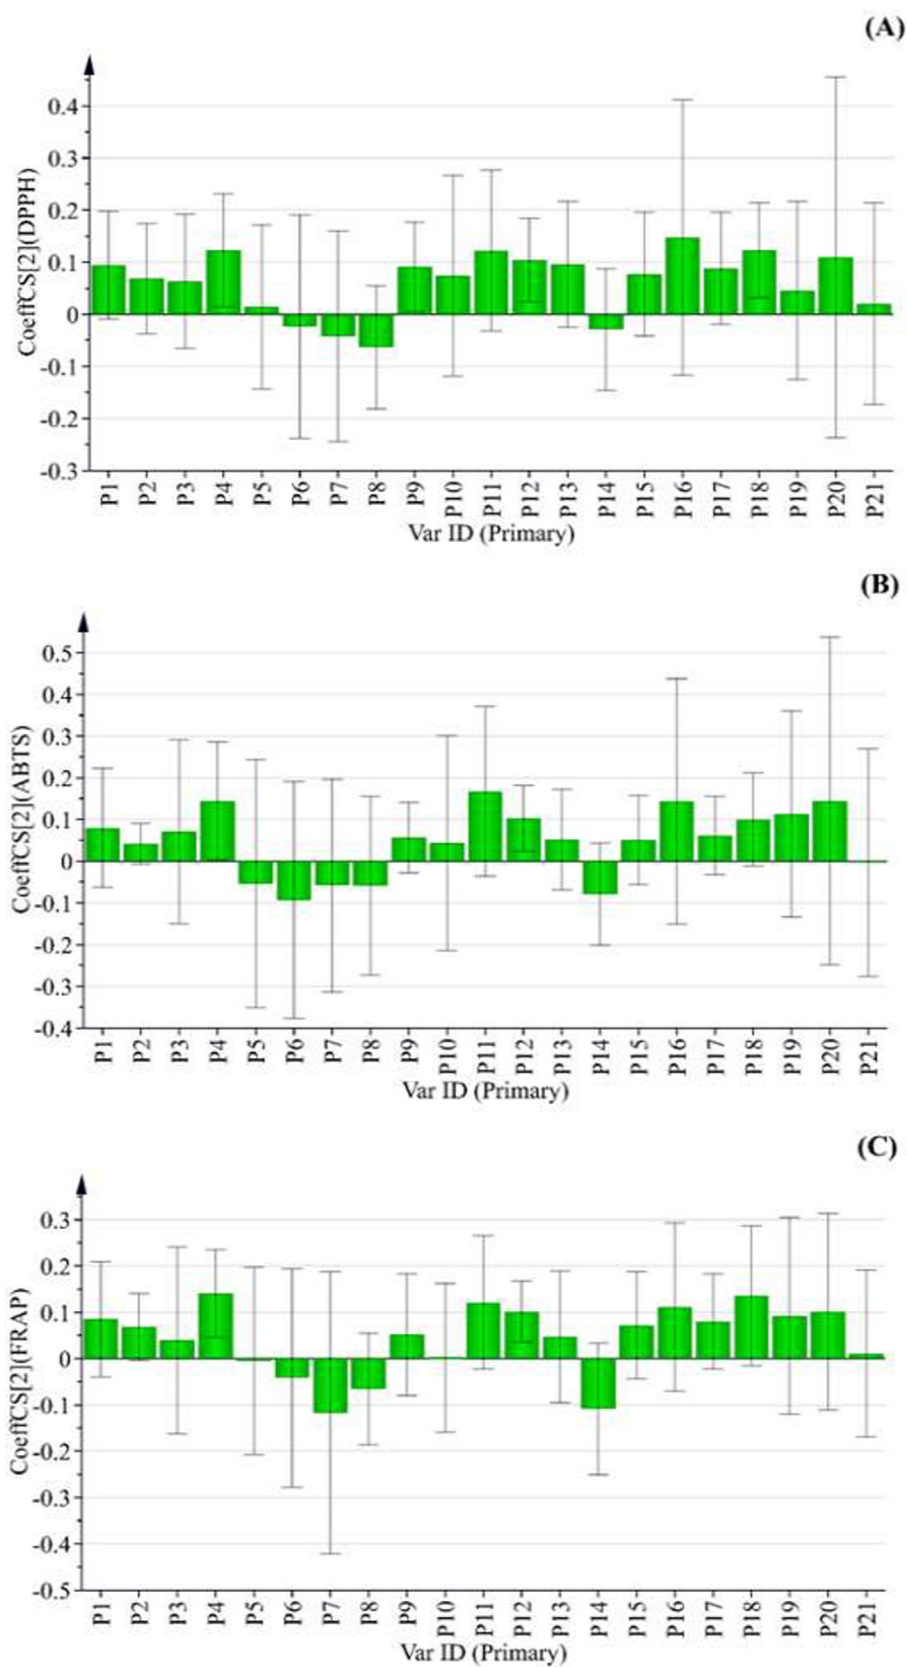 (A)
CoeffCS[2](DPPH)
0.4
0.3
0.2
0.1
0
-0.1
-0.2
-0.3
P1 P2 P3 P4 P5 P6 P7 P8 P9 P10 P11 P12 P13 P14 P15 P16 P17 P18 P19 P20 P21
Var ID (Primary)
(B)
CoeffCS[2](ABTS)
0.5
0.4
0.3
0.2
0.1
0
-0.1
-0.2
-0.3
-0.4
P1 P2 P3 P4 P5 P6 P7 P8 P9 P10 P11 P12 P13 P14 P15 P16 P17 P18 P19 P20 P21
Var ID (Primary)
(C)
CoeffCS[2](FRAP)
0.3
0.2
0.1
0
-0.1
-0.2
-0.3
-0.4
-0.5
P1 P2 P3 P4 P5 P6 P7 P8 P9 P10 P11 P12 P13 P14 P15 P16 P17 P18 P19 P20 P21
Var ID (Primary)